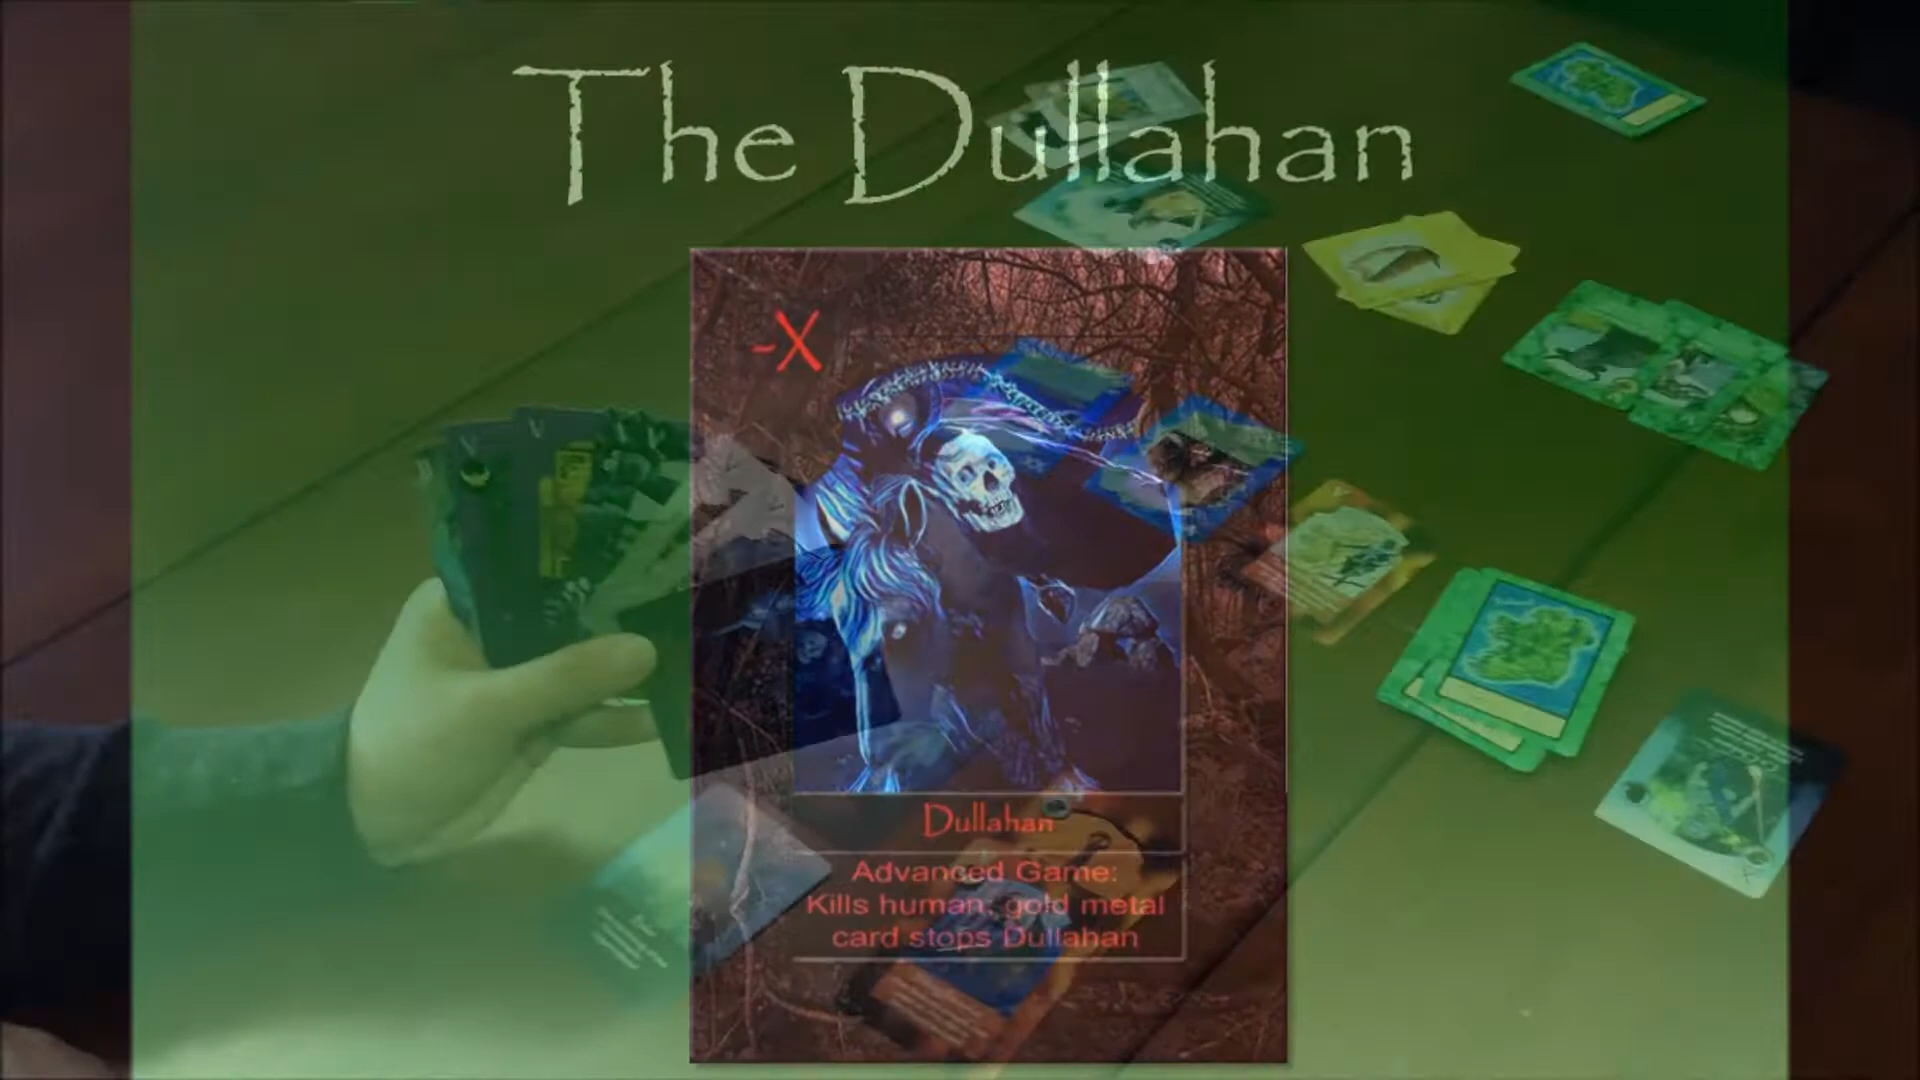 The Dullahan
-X
Dullahan
Advanced Game:
Kills human; gold metal
card stops Dullahan